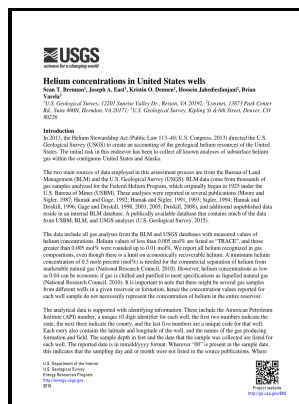 USGS
science for a changing world
Helium concentrations in United States wells
Sean T. Brennan¹, Joseph A. East¹, Kristin O. Dennen¹, Hossein Jahediesfanjani², Brian
Varela³
¹U.S. Geological Survey, 12201 Sunrise Valley Dr., Reston, VA 20192; ²Lynxnet, 13873 Park Center
Rd., Suite 400N, Herndon, VA 20171; ³U.S. Geological Survey, Kipling St & 6th Street, Denver, CO
80226
Introduction
In 2013, the Helium Stewardship Act (Public 113–40; U.S. Congress, 2013) directed the U.S.
Geological Survey (USGS) to create an accounting of the geological helium resources of the United
States. The initial task in this endeavor has been to collect all known analyses of subsurface helium
gas within the contiguous United States and Alaska.
The two main sources of data employed in this assessment process are from the Bureau of Land
Management (BLM) and the U.S. Geological Survey (USGS). BLM data come from thousands of
gas samples analyzed for the Federal Helium Program, which originally began in 1925 under the
U.S. Bureau of Mines (USBM). These analyses were reported in serial publications (Moore and
Sigler, 1987; Hamak and Gage, 1992; Hamak and Sigler, 1991, 1993; Sigler, 1994; Hamak and
Driskill, 1996; Gage and Driskill, 1998, 2003, 2005; Driskill, 2008), and additional unpublished data
reside in an internal BLM database. A publically available database that contains much of the data
from USBM, BLM, and USGS analyses (U.S. Geological Survey, 2015).
The data include all gas analyses from the BLM and USGS databases with measured values of
helium concentrations. Helium values of less than 0.005 mole% are listed as "TRACE", and those
greater than 0.005 mole% were rounded up to 0.01 mole%. We report all helium recognized in gas
compositions, even though there is a limit on economically recoverable helium. A minimum helium
concentration of 0.3 mole percent (mol%) is needed for the commercial separation of helium from
marketable natural gas (National Research Council, 2010). However, helium concentrations as low
as 0.04 can be economic if gas is chilled and purified to meet specifications as liquefied natural gas
(National Research Council, 2010). It is important to note that there might be several gas samples
from different wells in a given reservoir or formation, hence the concentration values reported for
each well sample do not necessarily represent the concentration of helium in the entire reservoir.
The analytical data is supported with identifying information. These include the American Petroleum
Institute (API) number, a unique 10 digit identifier for each well, the first two numbers indicate the
state, the next three indicate the county, and the last five numbers are a unique code for that well.
Each entry also contains the latitude and longitude of the well, and the names of the gas producing
formation and field. The sample depth in feet and the date that the sample was collected are listed for
each well. The reported date is in mm/dd/yyyy format. Wherever "00" is present in the sample date,
this indicates that the sampling day and or month were not listed in the source publications. Where
U.S. Department of the Interior
U.S. Geological Survey
Energy Resources Program
http://energy.usgs.gov
2016
Project website